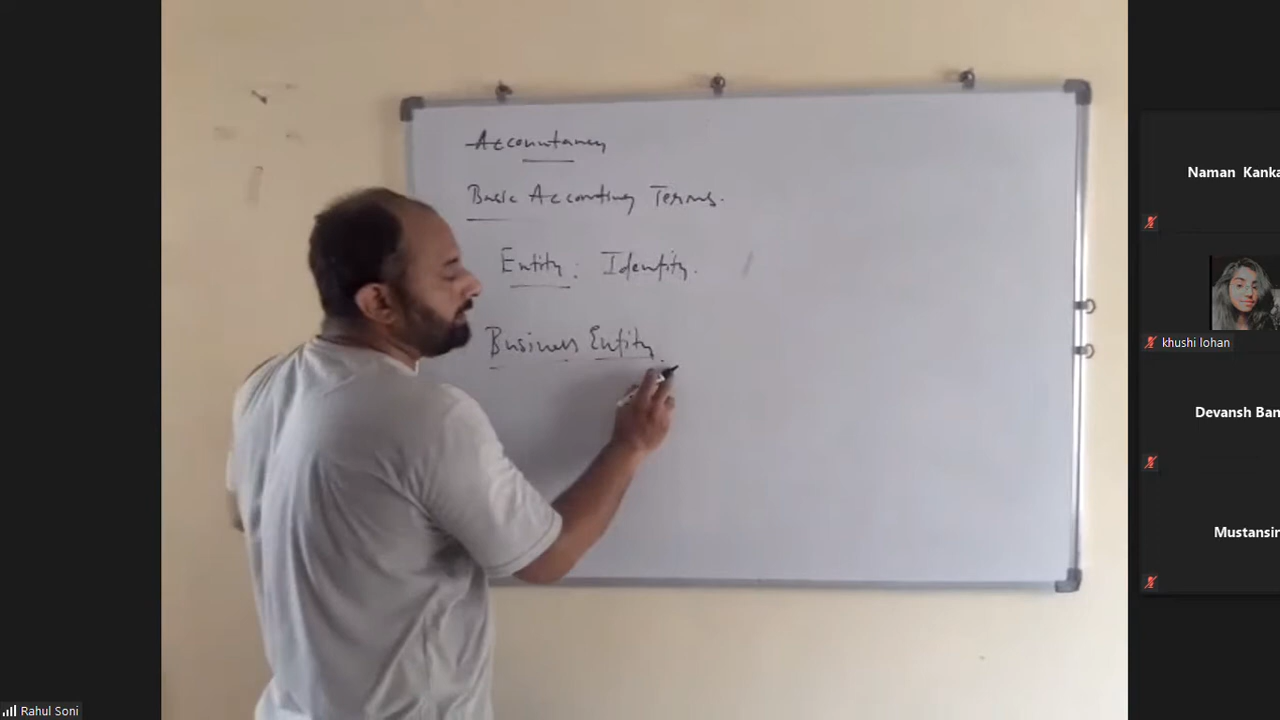 Accountancy
Basic Accounting Terms.
Entity : Identity.
Business Entity.
Naman Kanka
khushi lohan
Devansh Ban
Mustansir
Rahul Soni